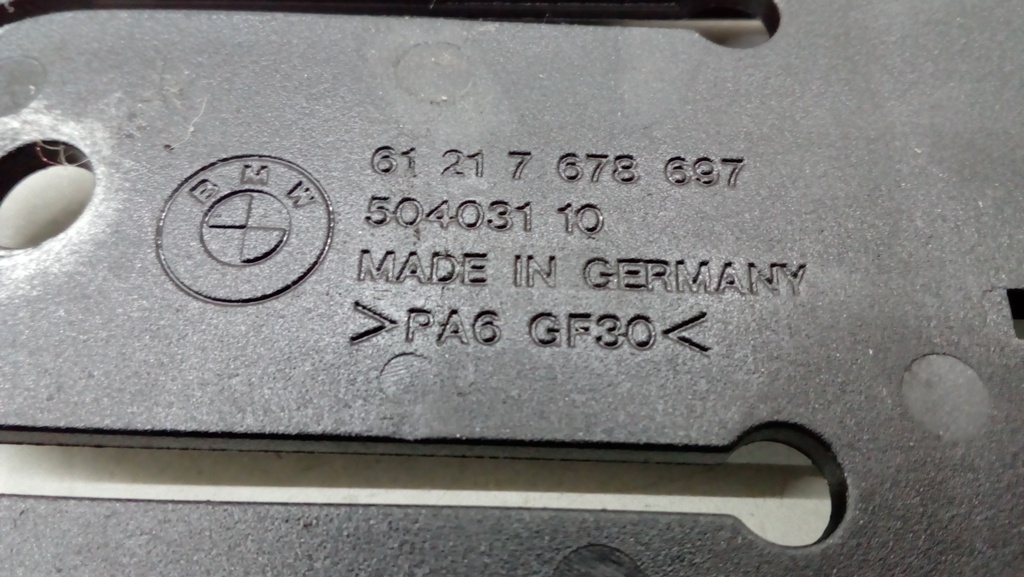 BMW
61 21 7 678 697
504031 10
MADE IN GERMANY
>PA6 GF30<